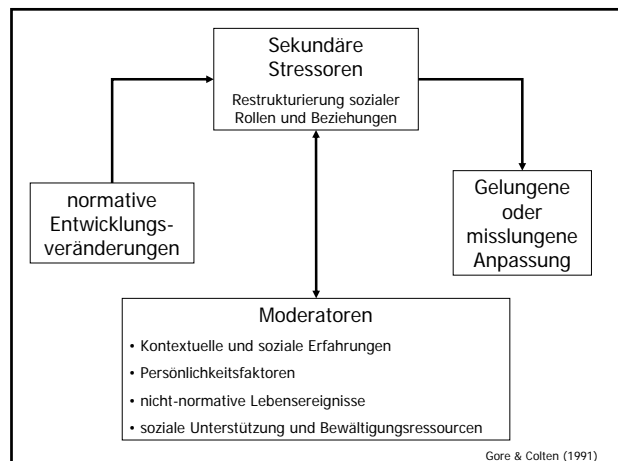 Sekundäre
Stressoren
Restrukturierung sozialer
Rollen und Beziehungen
normative
Entwicklungs-
veränderungen
Gelungene
oder
misslungene
Anpassung
Moderatoren
• Kontextuelle und soziale Erfahrungen
• Persönlichkeitsfaktoren
• nicht-normative Lebensereignisse
• soziale Unterstützung und Bewältigungsressourcen
Gore & Colten (1991)